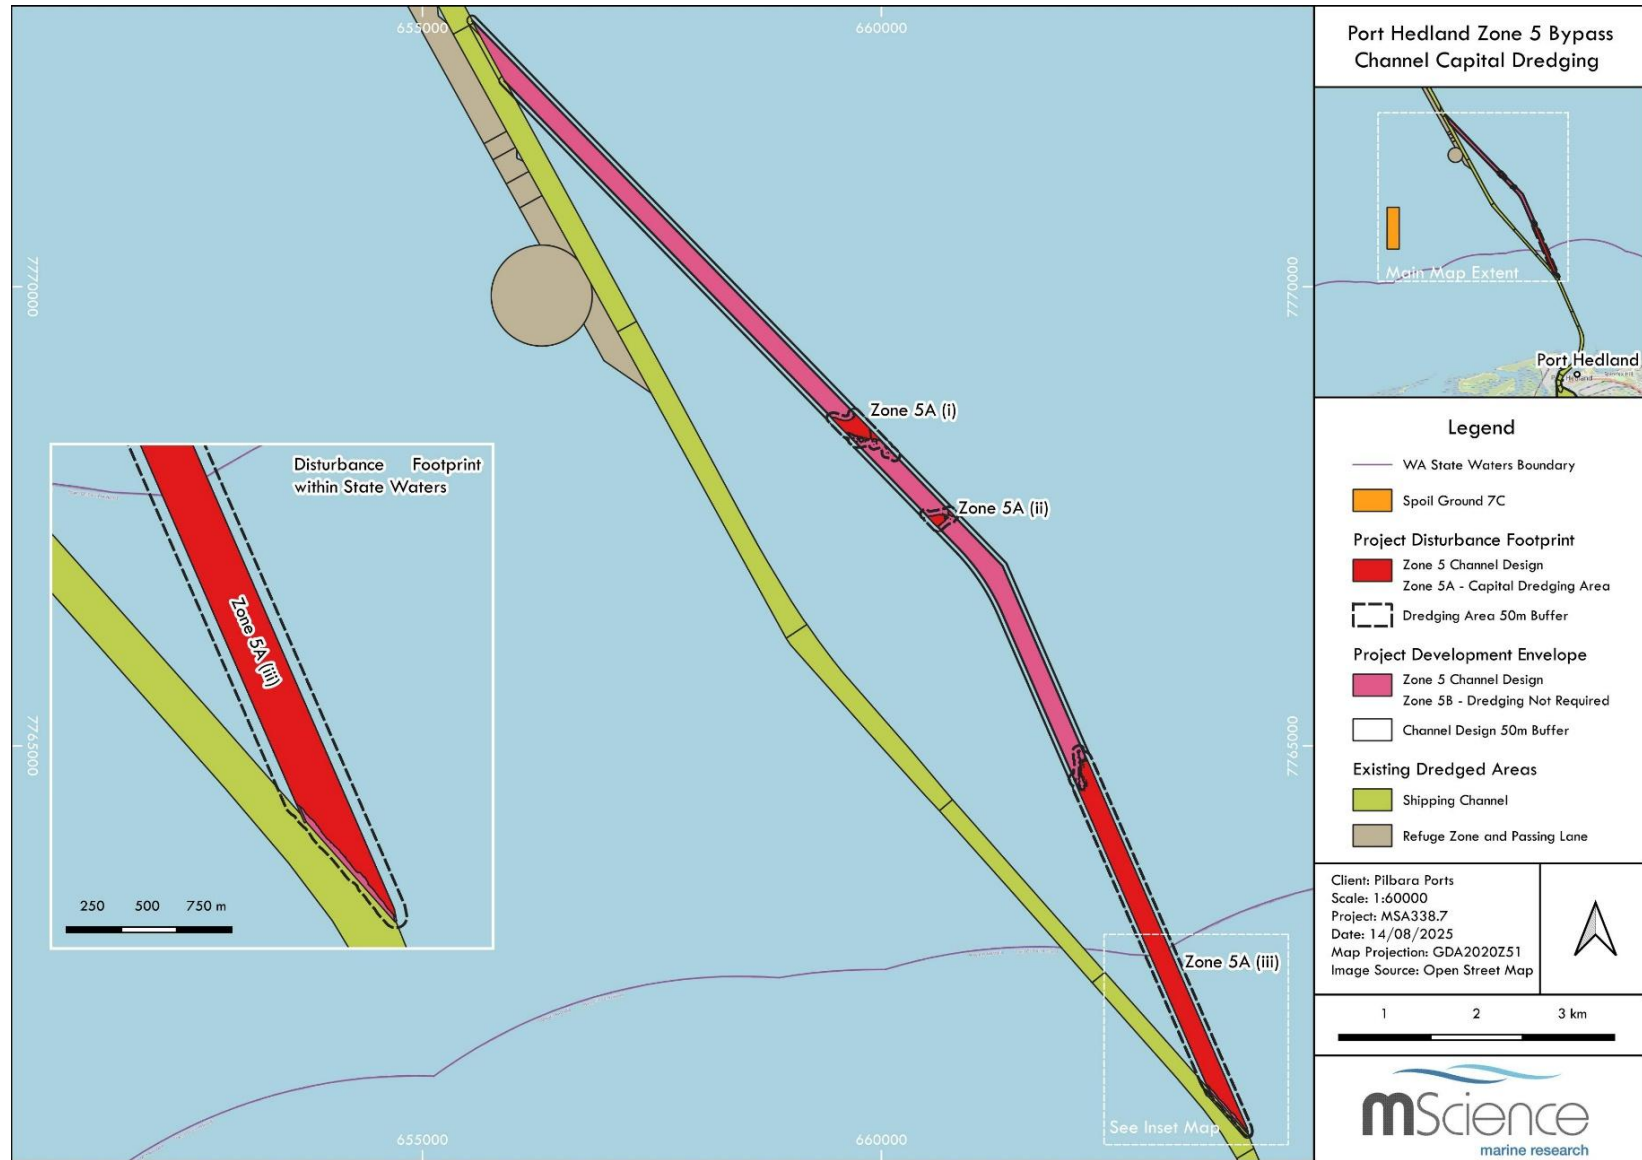 655000
660000
7770000
7770000
Zone 5A (i)
Zone 5A (ii)
Disturbance Footprint
within State Waters
Zone 5A (iii)
250 500 750 m
7765000
7765000
Zone 5A (iii)
See Inset Map
655000
660000
Port Hedland Zone 5 Bypass
Channel Capital Dredging
Main Map Extent
Port Hedland
Legend
WA State Waters Boundary
Spoil Ground 7C
Project Disturbance Footprint
Zone 5 Channel Design
Zone 5A - Capital Dredging Area
Dredging Area 50m Buffer
Project Development Envelope
Zone 5 Channel Design
Zone 5B - Dredging Not Required
Channel Design 50m Buffer
Existing Dredged Areas
Shipping Channel
Refuge Zone and Passing Lane
Client: Pilbara Ports
Scale: 1:60000
Project: MSA338.7
Date: 14/08/2025
Map Projection: GDA2020Z51
Image Source: Open Street Map
1 2 3 km
mScience
marine research